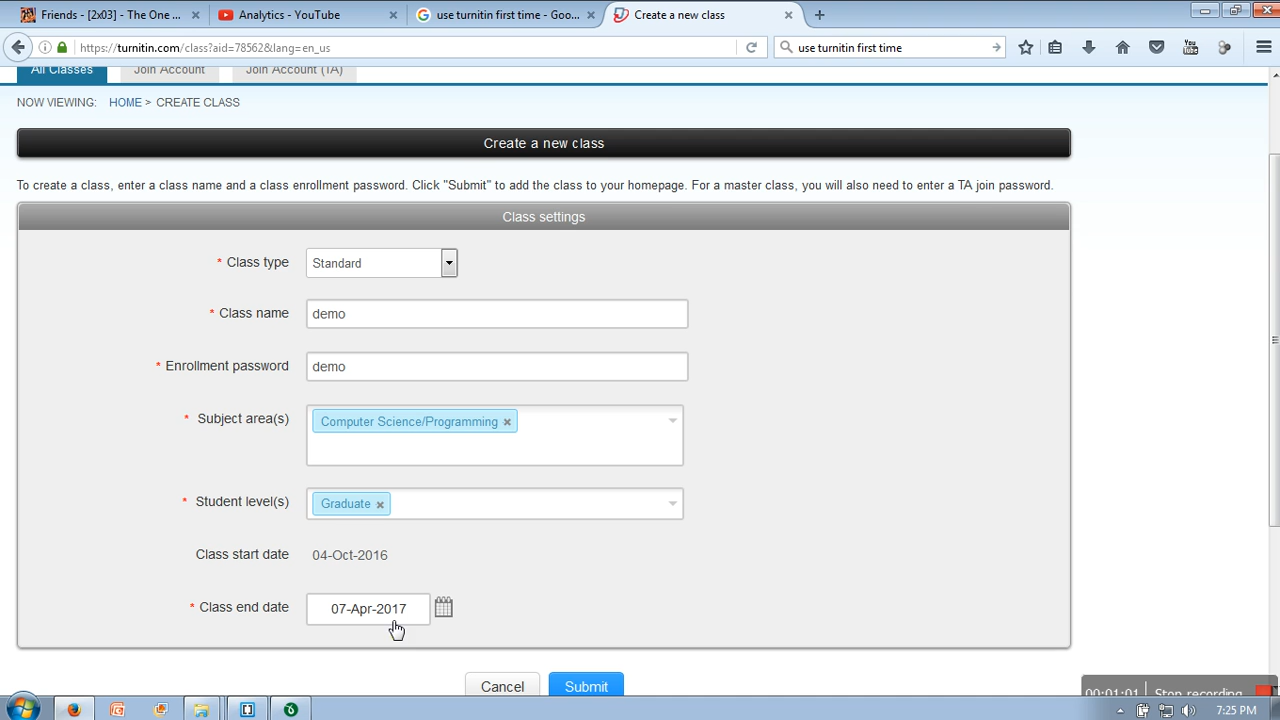 Friends - [2x03] - The One ...
Analytics - YouTube
use turnitin first time - Goo...
Create a new class
https://turnitin.com/class?aid=78562&lang=en_us
use turnitin first time
You
All Classes
Join Account
Join Account (TA)
NOW VIEWING: HOME > CREATE CLASS
Create a new class
To create a class, enter a class name and a class enrollment password. Click "Submit" to add the class to your homepage. For a master class, you will also need to enter a TA join password.
Class settings
* Class type Standard
* Class name demo
* Enrollment password demo
* Subject area(s) Computer Science/Programming ×
* Student level(s) Graduate ×
Class start date 04-Oct-2016
* Class end date 07-Apr-2017
Cancel Submit
00:01:01 Stop recording
7:25 PM